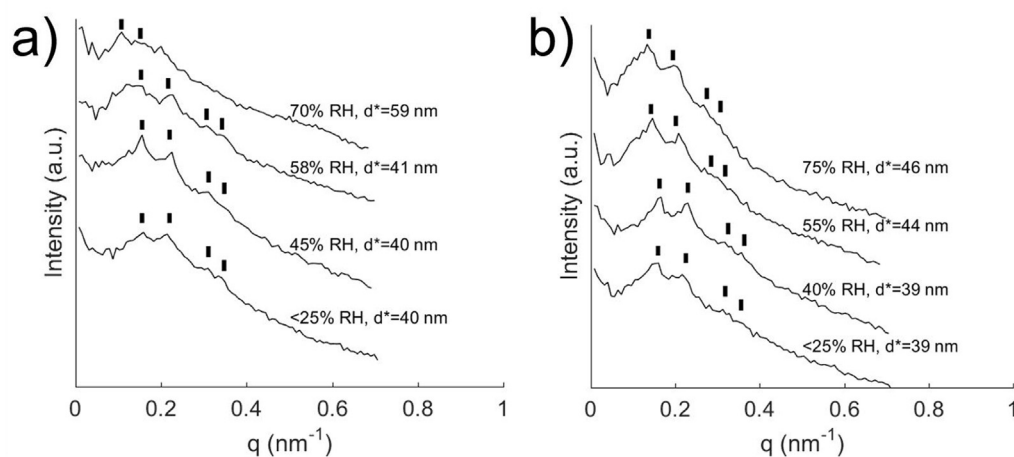 a)
Intensity (a.u.)
70% RH, d*=59 nm
58% RH, d*=41 nm
45% RH, d*=40 nm
<25% RH, d*=40 nm
0 0.2 0.4 0.6 0.8 1
q (nm⁻¹)
b)
Intensity (a.u.)
75% RH, d*=46 nm
55% RH, d*=44 nm
40% RH, d*=39 nm
<25% RH, d*=39 nm
0 0.2 0.4 0.6 0.8 1
q (nm⁻¹)